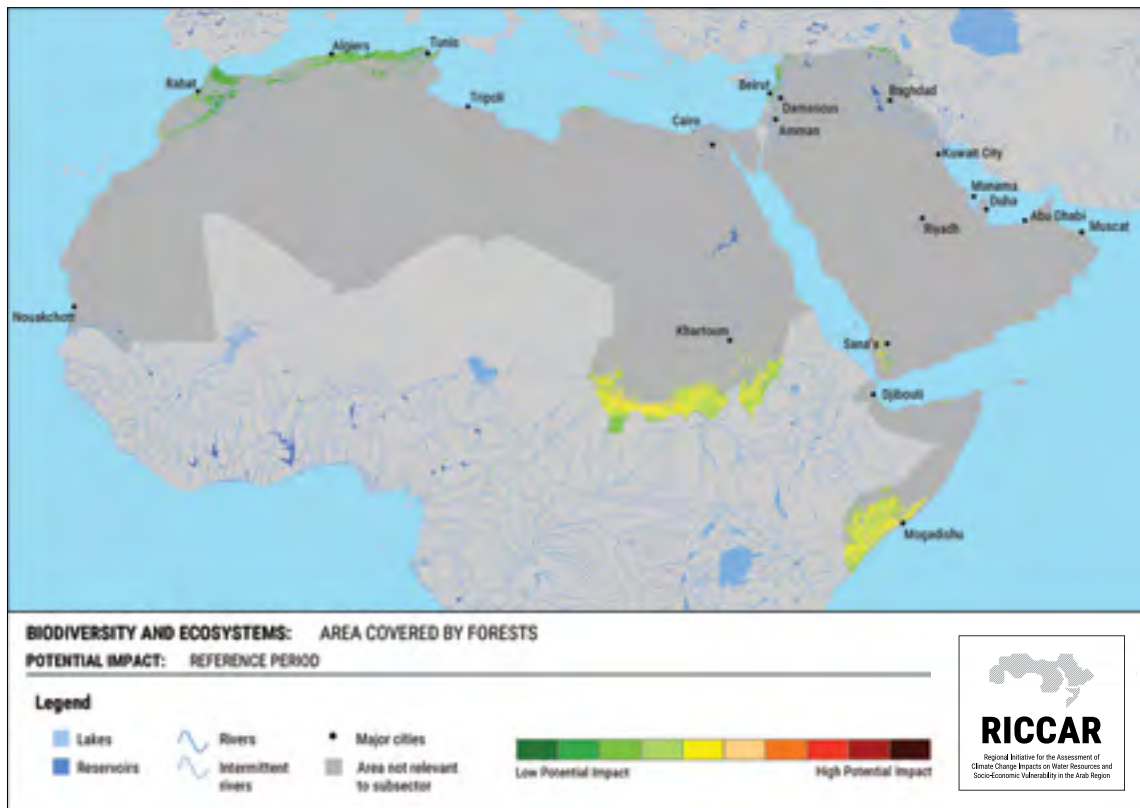 Algiers
Tunis
Rabat
Tripoli
Beirut
Damascus
Baghdad
Cairo
Amman
Kuwait City
Manama
Doha
Abu Dhabi
Riyadh
Muscat
Nouakchott
Khartoum
Sana'a
Djibouti
Mogadishu
BIODIVERSITY AND ECOSYSTEMS: AREA COVERED BY FORESTS
POTENTIAL IMPACT: REFERENCE PERIOD
Legend
Lakes
Rivers
Major cities
Reservoirs
Intermittent
rivers
Area not relevant
to subsector
Low Potential Impact
High Potential Impact
RICCAR
Regional Initiative for the Assessment of
Climate Change Impacts on Water Resources and
Socio-Economic Vulnerability in the Arab Region